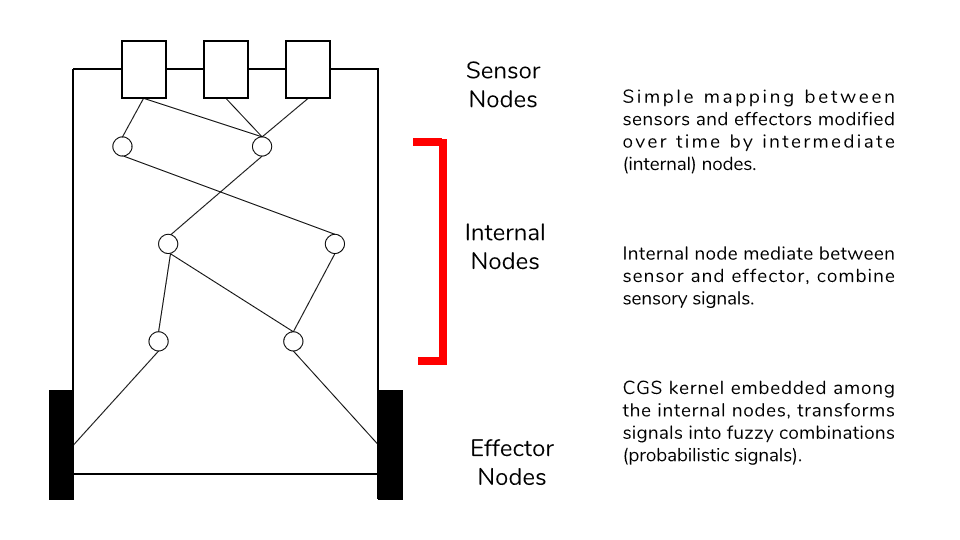 Sensor
Nodes
Simple mapping between
sensors and effectors modified
over time by intermediate
(internal) nodes.
Internal
Nodes
Internal node mediate between
sensor and effector, combine
sensory signals.
CGS kernel embedded among
the internal nodes, transforms
signals into fuzzy combinations
(probabilistic signals).
Effector
Nodes